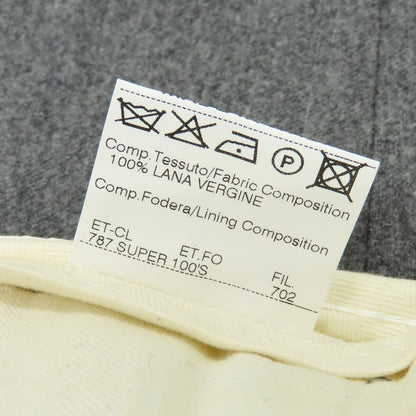 P
Comp.Tessuto/Fabric Composition
100% LANA VERGINE
Comp.Fodera/Lining Composition
ET-CL ET.FO FIL.
787 SUPER 100'S 702